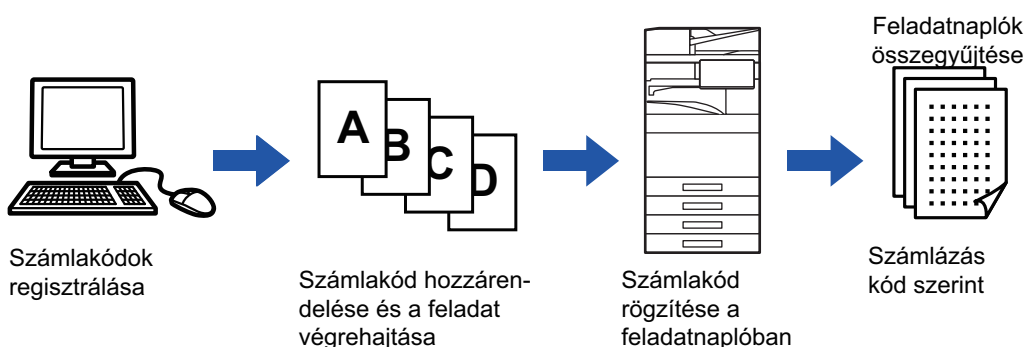 Számlakódok
regisztrálása
A
B
C
D
Számlakód hozzáren-
delése és a feladat
végrehajtása
Számlakód
rögzítése a
feladatnaplóban
Feladatnaplók
összegyűjtése
Számlázás
kód szerint